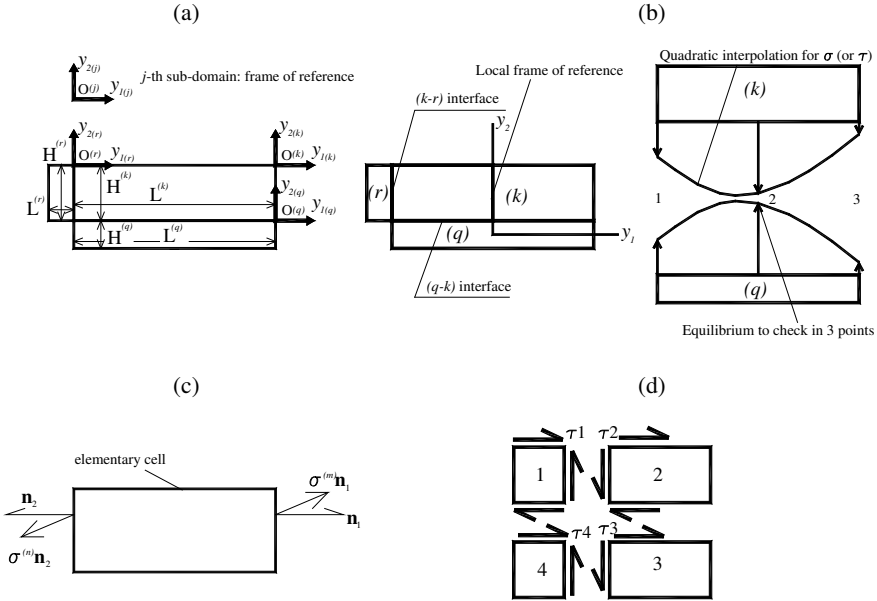 (a)
y2(j)
O(j)
y1(j)
j-th sub-domain: frame of reference
y2(r)
H(r)
O(r)
y1(r)
y2(k)
O(k)
y1(k)
H(k)
L(k)
y2(q)
L(r)
O(q)
y1(q)
H(q)
L(q)
(b)
Local frame of reference
(k-r) interface
y2
(r)
(k)
(q)
y1
(q-k) interface
Quadratic interpolation for σ (or τ)
(k)
1
2
3
(q)
Equilibrium to check in 3 points
(c)
elementary cell
n2
σ(n)n2
σ(m)n1
n1
(d)
τ1
τ2
1
2
τ4
τ3
4
3